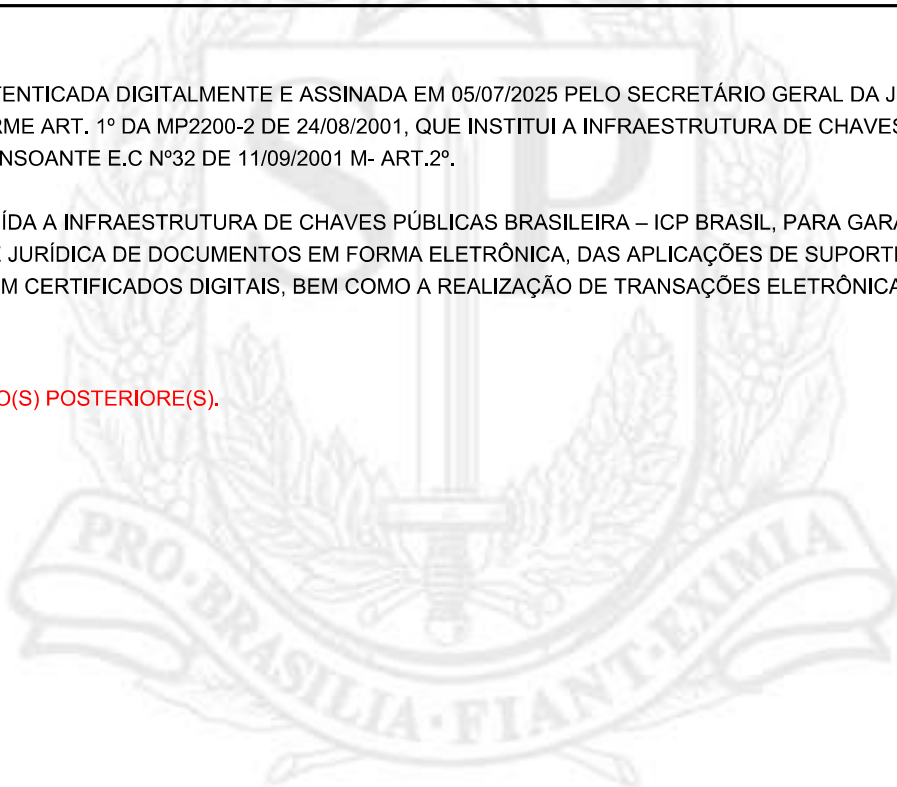 TENTICADA DIGITALMENTE E ASSINADA EM 05/07/2025 PELO SECRETÁRIO GERAL DA J
RME ART. 1º DA MP2200-2 DE 24/08/2001, QUE INSTITUI A INFRAESTRUTURA DE CHAVES
NSOANTE E.C Nº32 DE 11/09/2001 M- ART.2º.
ÍDA A INFRAESTRUTURA DE CHAVES PÚBLICAS BRASILEIRA – ICP BRASIL, PARA GARA
E JURÍDICA DE DOCUMENTOS EM FORMA ELETRÔNICA, DAS APLICAÇÕES DE SUPORTE
M CERTIFICADOS DIGITAIS, BEM COMO A REALIZAÇÃO DE TRANSAÇÕES ELETRÔNICA
O(S) POSTERIORE(S).
SP
PRO·BRASILIA·FIANT·EXIMIA